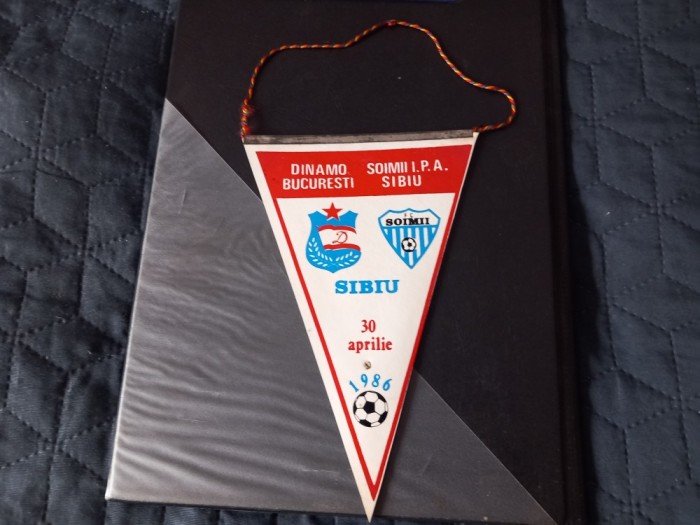 DINAMO
BUCURESTI
SOIMII I.P.A.
SIBIU
D
F.C.
SOIMII
SIBIU
30
aprilie
1986